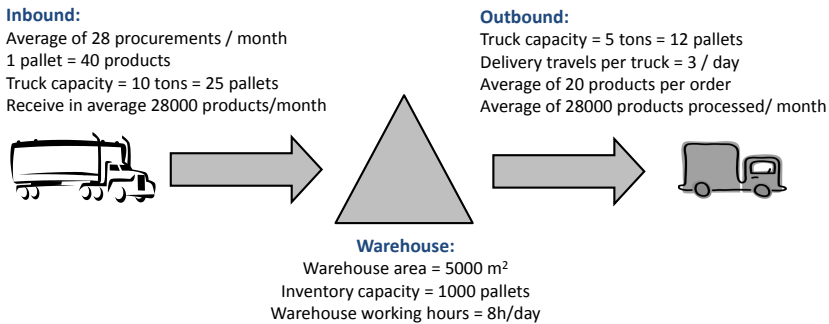 Inbound:
Average of 28 procurements / month
1 pallet = 40 products
Truck capacity = 10 tons = 25 pallets
Receive in average 28000 products/month
Outbound:
Truck capacity = 5 tons = 12 pallets
Delivery travels per truck = 3 / day
Average of 20 products per order
Average of 28000 products processed/ month
Warehouse:
Warehouse area = 5000 m²
Inventory capacity = 1000 pallets
Warehouse working hours = 8h/day